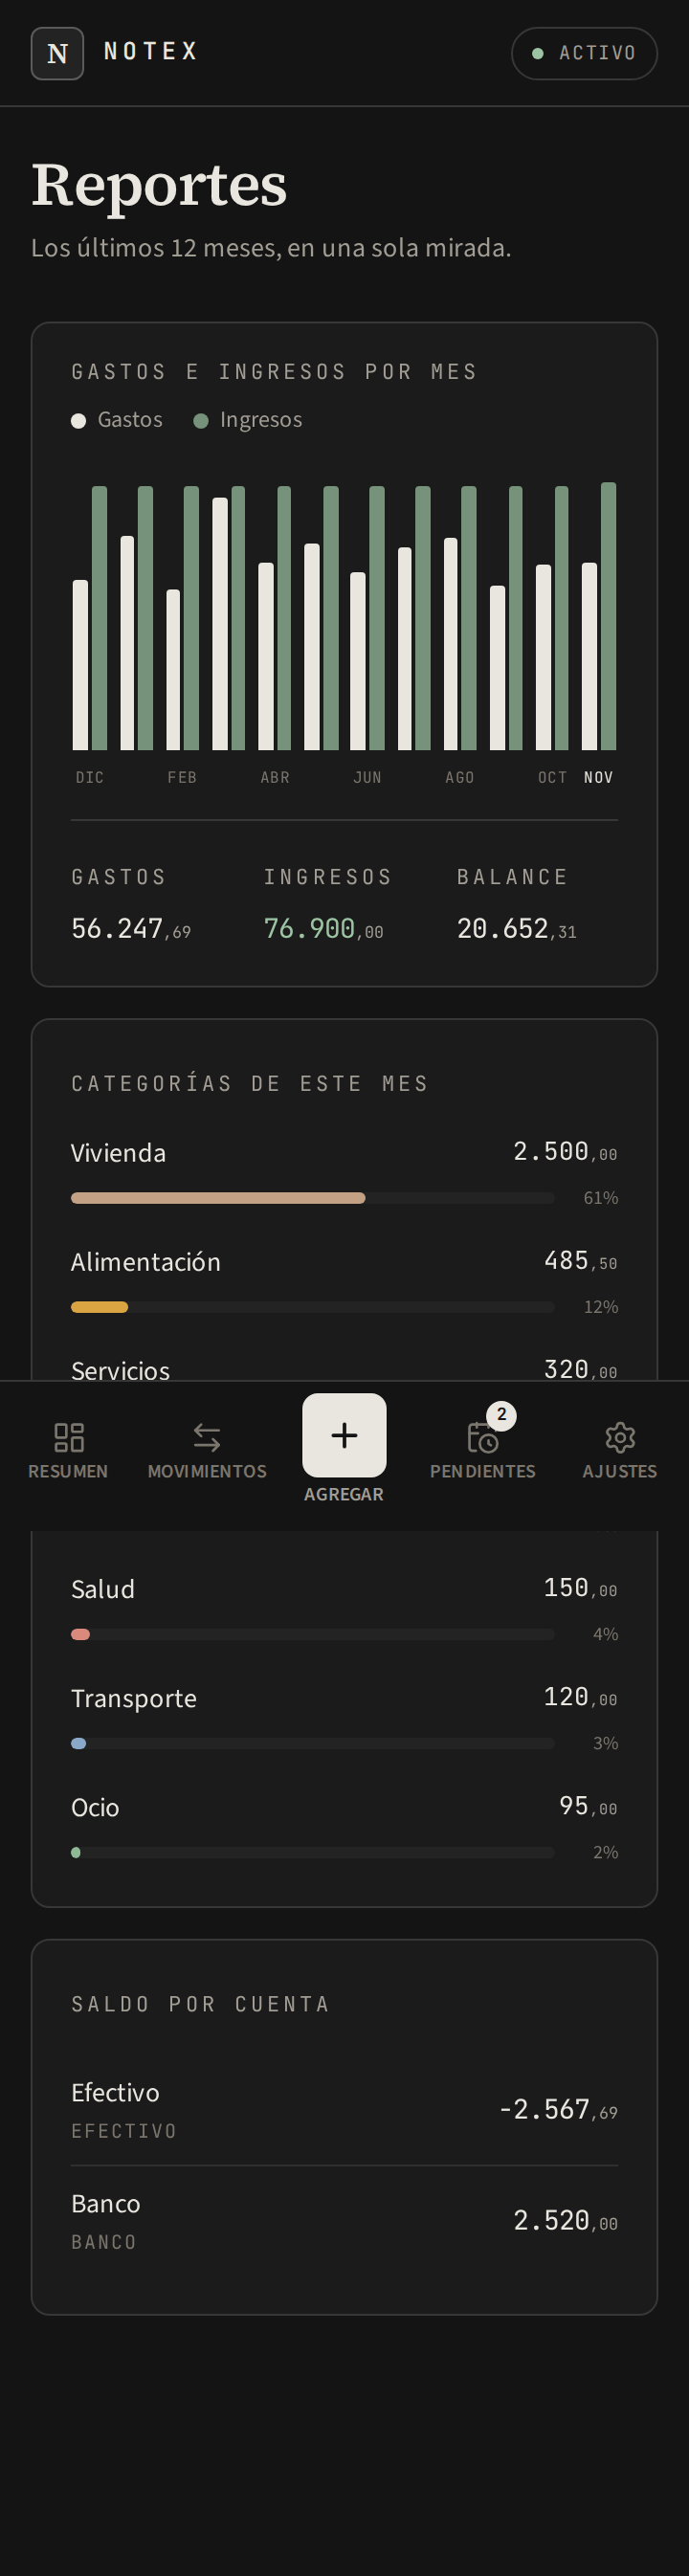 N NOTEX ACTIVO
Reportes
Los últimos 12 meses, en una sola mirada.
GASTOS E INGRESOS POR MES
Gastos Ingresos
DIC FEB ABR JUN AGO OCT NOV
GASTOS INGRESOS BALANCE
56.247,69 76.900,00 20.652,31
CATEGORÍAS DE ESTE MES
Vivienda 2.500,00
61%
Alimentación 485,50
12%
Servicios 320,00
2
RESUMEN MOVIMIENTOS PENDIENTES AJUSTES
AGREGAR
Salud 150,00
4%
Transporte 120,00
3%
Ocio 95,00
2%
SALDO POR CUENTA
Efectivo -2.567,69
EFECTIVO
Banco 2.520,00
BANCO